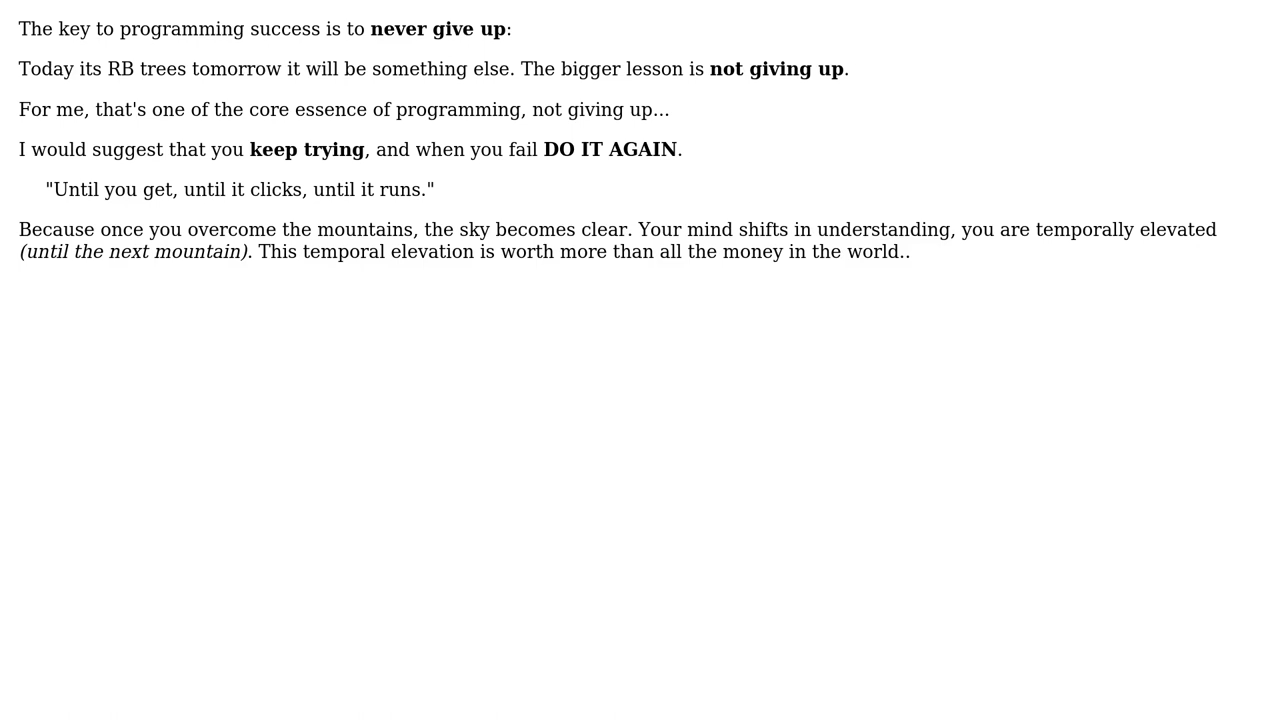 The key to programming success is to never give up:
Today its RB trees tomorrow it will be something else. The bigger lesson is not giving up.
For me, that's one of the core essence of programming, not giving up...
I would suggest that you keep trying, and when you fail DO IT AGAIN.
"Until you get, until it clicks, until it runs."
Because once you overcome the mountains, the sky becomes clear. Your mind shifts in understanding, you are temporally elevated
(until the next mountain). This temporal elevation is worth more than all the money in the world..